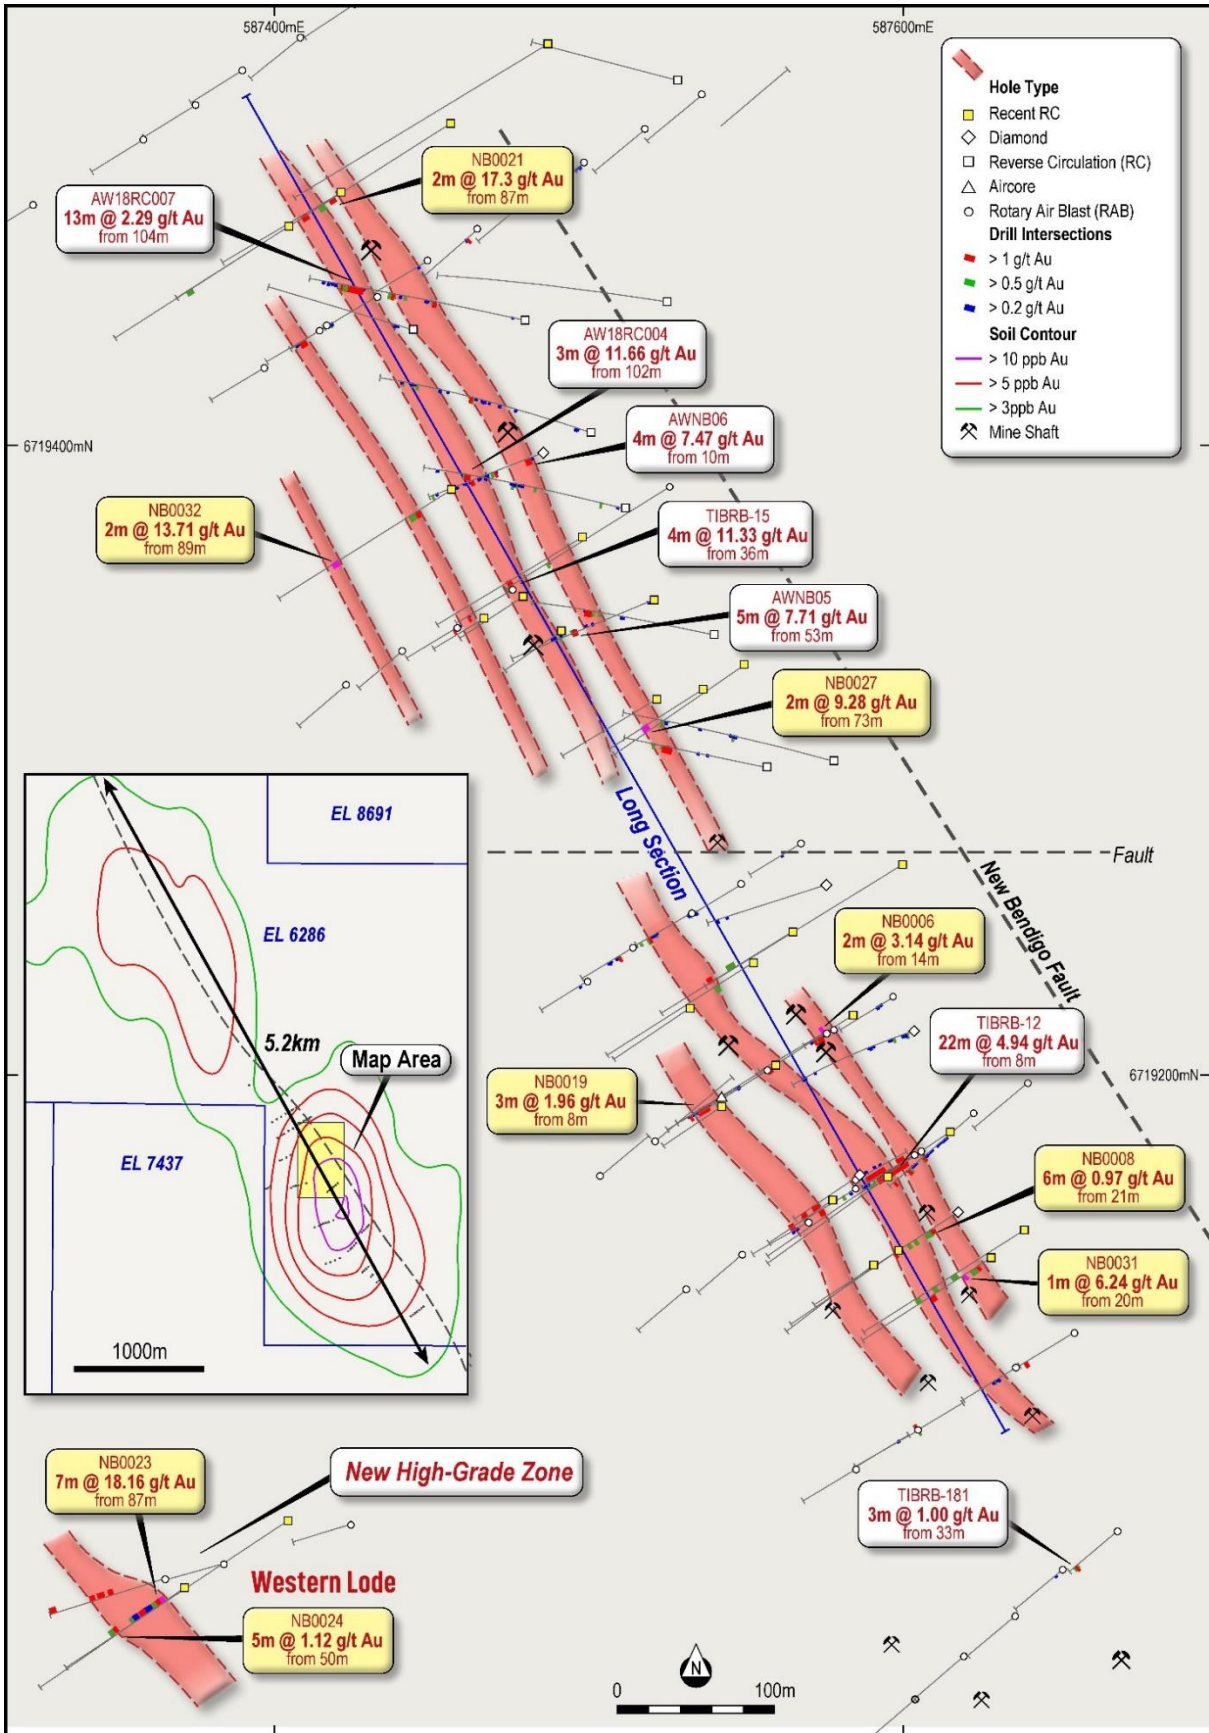 587400mE
587600mE
Hole Type
Recent RC
Diamond
Reverse Circulation (RC)
Aircore
Rotary Air Blast (RAB)
Drill Intersections
> 1 g/t Au
> 0.5 g/t Au
> 0.2 g/t Au
Soil Contour
> 10 ppb Au
> 5 ppb Au
> 3ppb Au
Mine Shaft
NB0021
2m @ 17.3 g/t Au
from 87m
AW18RC007
13m @ 2.29 g/t Au
from 104m
AW18RC004
3m @ 11.66 g/t Au
from 102m
6719400mN
AWNB06
4m @ 7.47 g/t Au
from 10m
NB0032
2m @ 13.71 g/t Au
from 89m
TIBRB-15
4m @ 11.33 g/t Au
from 36m
AWNB05
5m @ 7.71 g/t Au
from 53m
NB0027
2m @ 9.28 g/t Au
from 73m
Long Section
Fault
New Bendigo Fault
EL 8691
EL 6286
5.2km
Map Area
EL 7437
1000m
NB0006
2m @ 3.14 g/t Au
from 14m
TIBRB-12
22m @ 4.94 g/t Au
from 8m
6719200mN
NB0019
3m @ 1.96 g/t Au
from 8m
NB0008
6m @ 0.97 g/t Au
from 21m
NB0031
1m @ 6.24 g/t Au
from 20m
NB0023
7m @ 18.16 g/t Au
from 87m
New High-Grade Zone
Western Lode
NB0024
5m @ 1.12 g/t Au
from 50m
TIBRB-181
3m @ 1.00 g/t Au
from 33m
N
0 100m